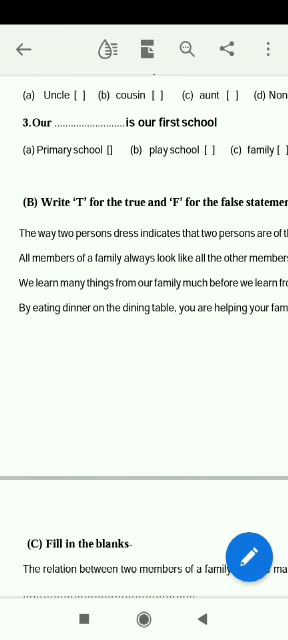 (a) Uncle [ ] (b) cousin [ ] (c) aunt [ ] (d) Non
3.Our ..........................is our first school
(a) Primary school [] (b) play school [ ] (c) family [ ]
(B) Write ‘T’ for the true and ‘F’ for the false
The way two persons dress indicates that two persons are of
All members of a family always look like all the other member
We learn many things from our family much before we learn
By eating dinner on the dining table, you are helping your
(C) Fill in the blanks-
The relation between two members of a family
............................................................